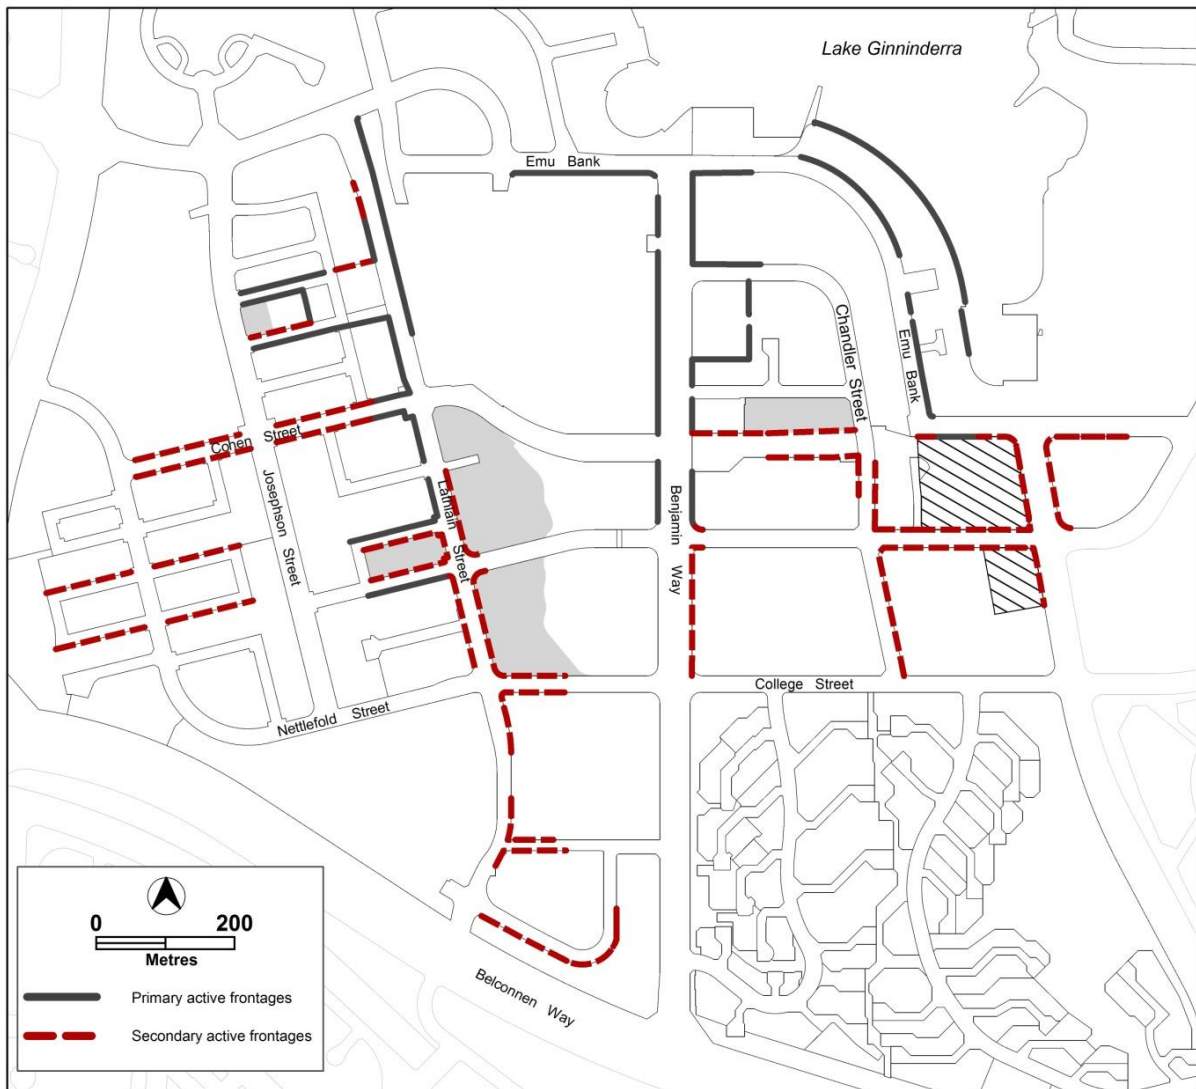 Lake Ginninderra
Emu Bank
Chandler Street
Emu Bank
Cohen Street
Josephson Street
Lathlain Street
Benjamin Way
College Street
Nettlefold Street
Belconnen Way
0 200
Metres
Primary active frontages
Secondary active frontages